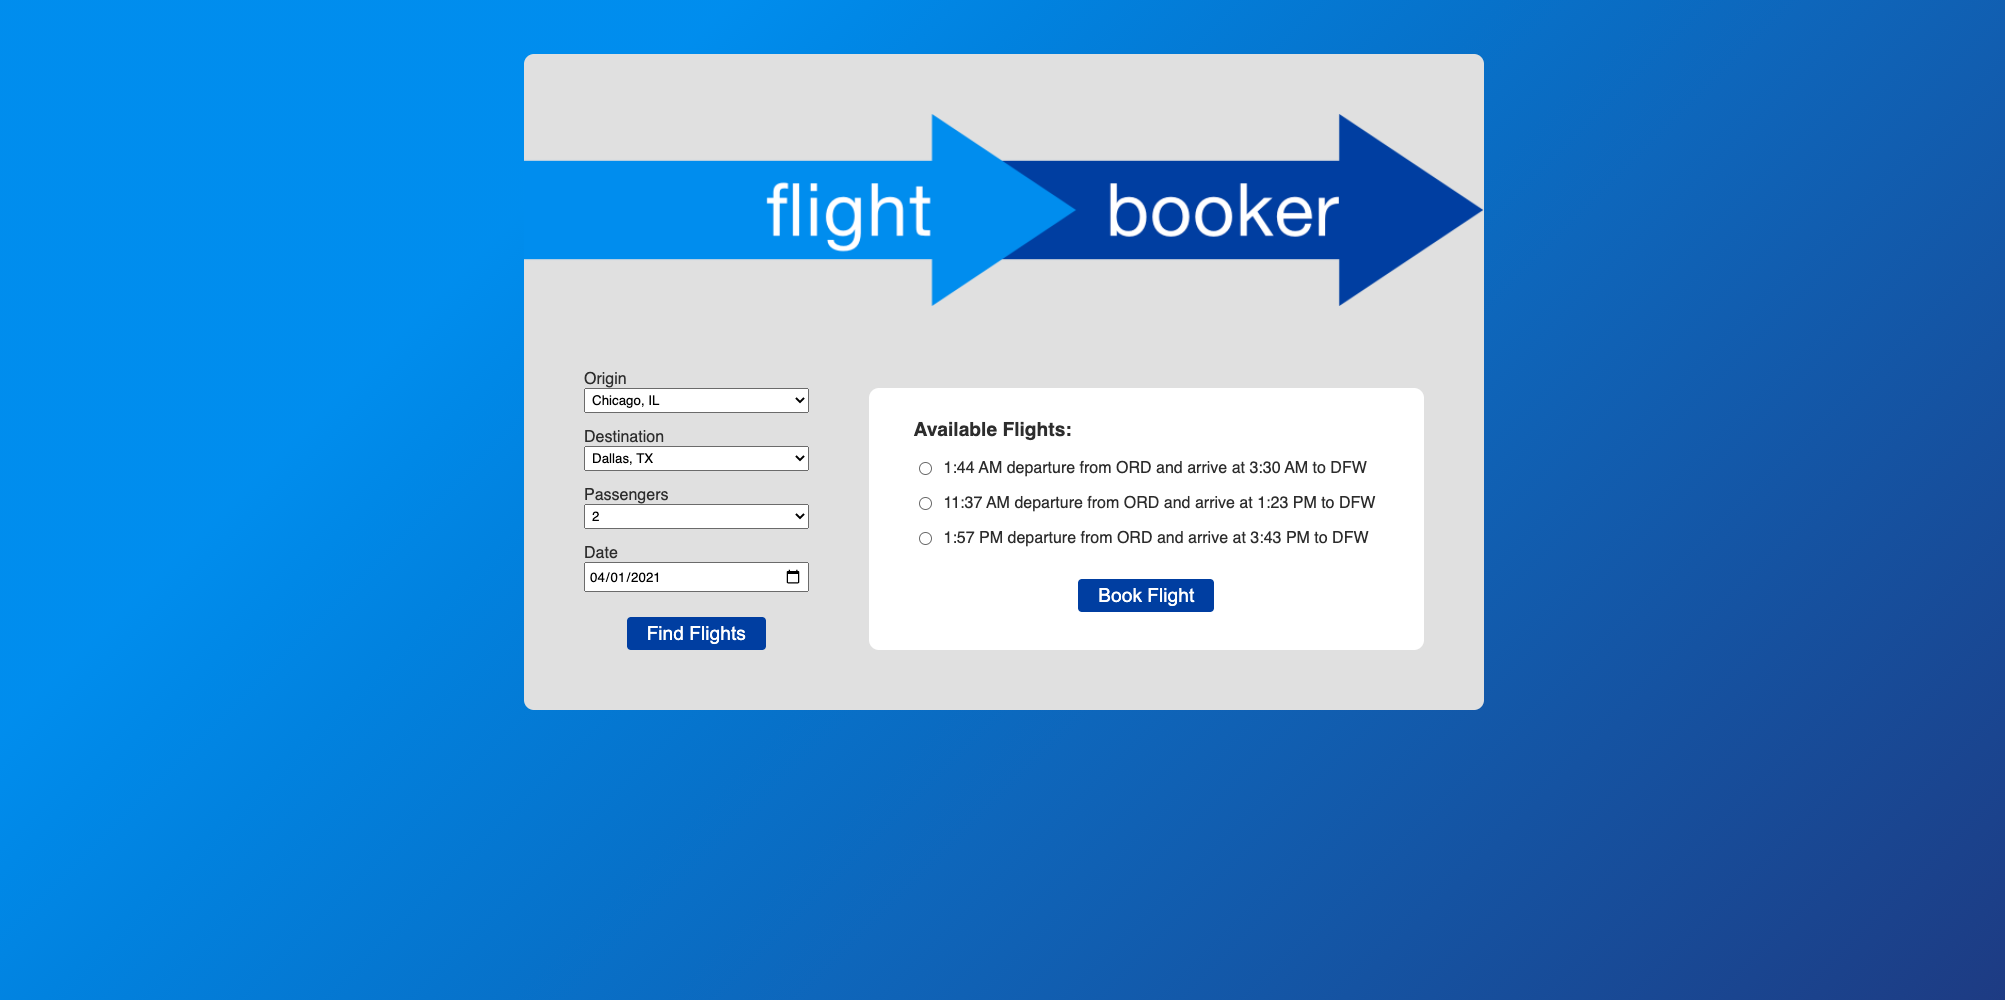 flight booker
Origin
Chicago, IL
Destination
Dallas, TX
Passengers
2
Date
04/01/2021
Find Flights
Available Flights:
1:44 AM departure from ORD and arrive at 3:30 AM to DFW
11:37 AM departure from ORD and arrive at 1:23 PM to DFW
1:57 PM departure from ORD and arrive at 3:43 PM to DFW
Book Flight